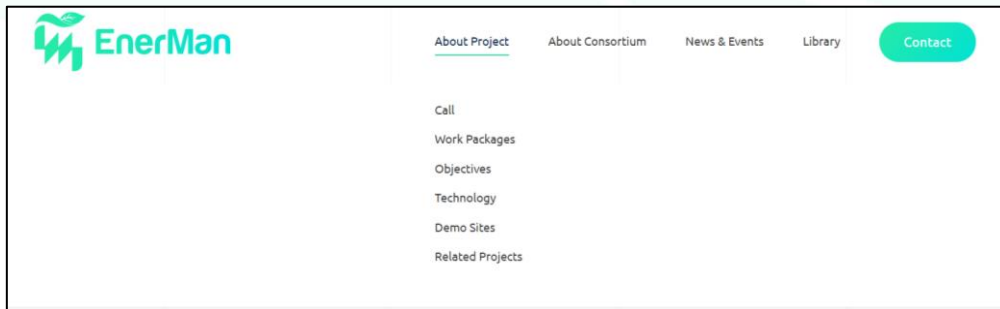 EnerMan
About Project About Consortium News & Events Library Contact
Call
Work Packages
Objectives
Technology
Demo Sites
Related Projects